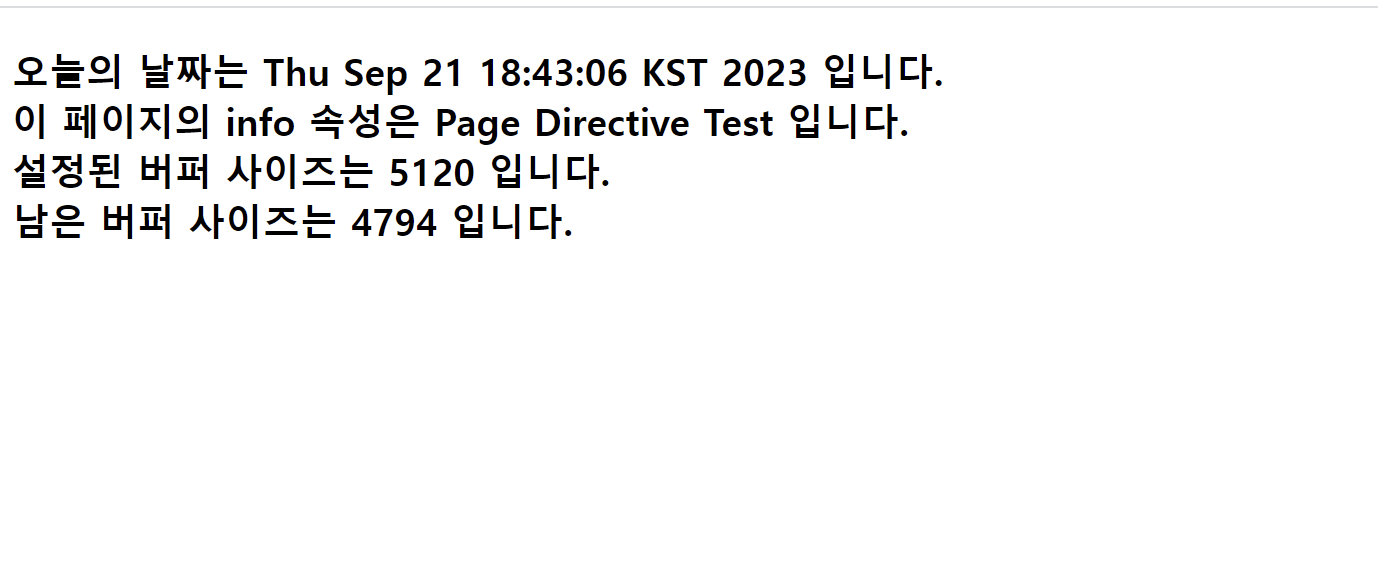 오늘의 날짜는 Thu Sep 21 18:43:06 KST 2023 입니다.
이 페이지의 info 속성은 Page Directive Test 입니다.
설정된 버퍼 사이즈는 5120 입니다.
남은 버퍼 사이즈는 4794 입니다.